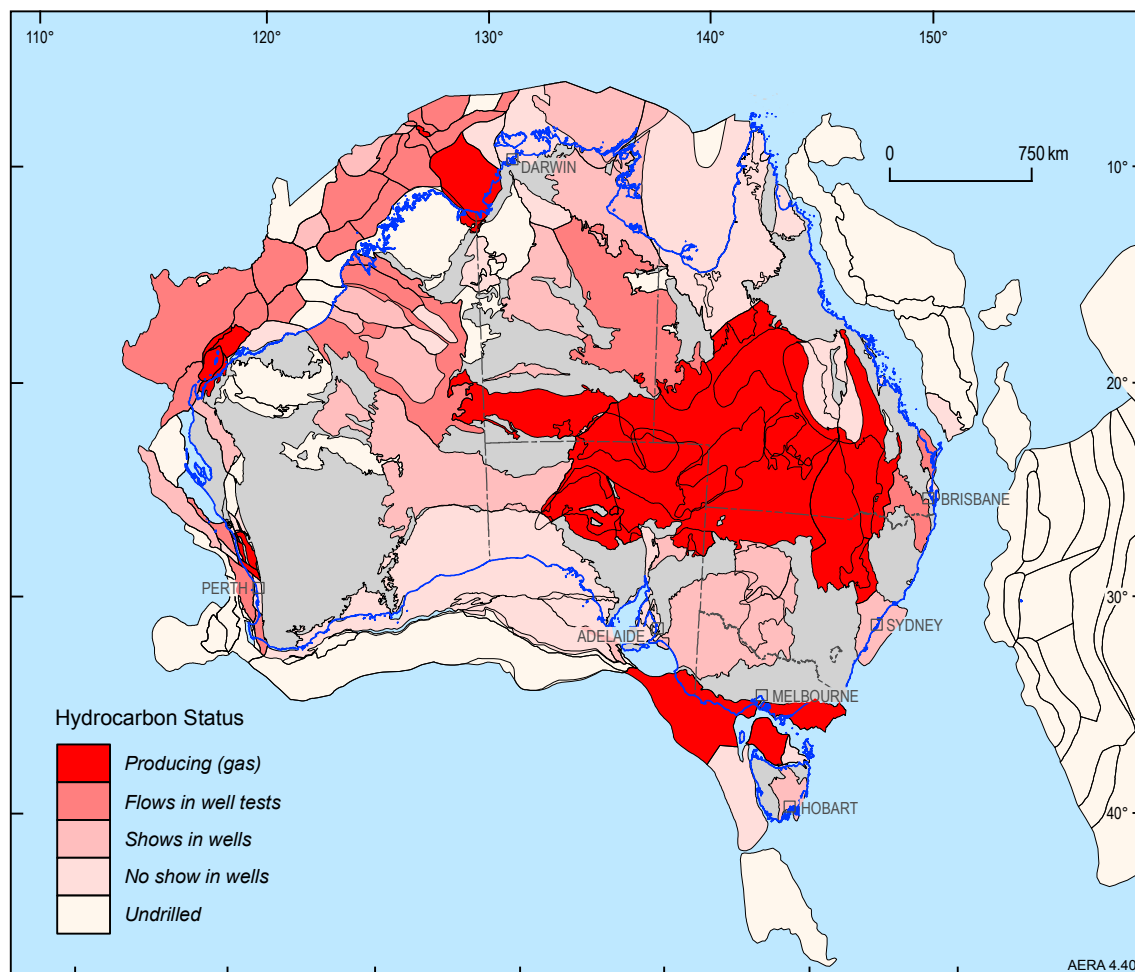 110°
120°
130°
140°
150°
0
750 km
10°
DARWIN
20°
BRISBANE
PERTH
30°
SYDNEY
ADELAIDE
MELBOURNE
Hydrocarbon Status
Producing (gas)
Flows in well tests
Shows in wells
No show in wells
Undrilled
HOBART
40°
AERA 4.40